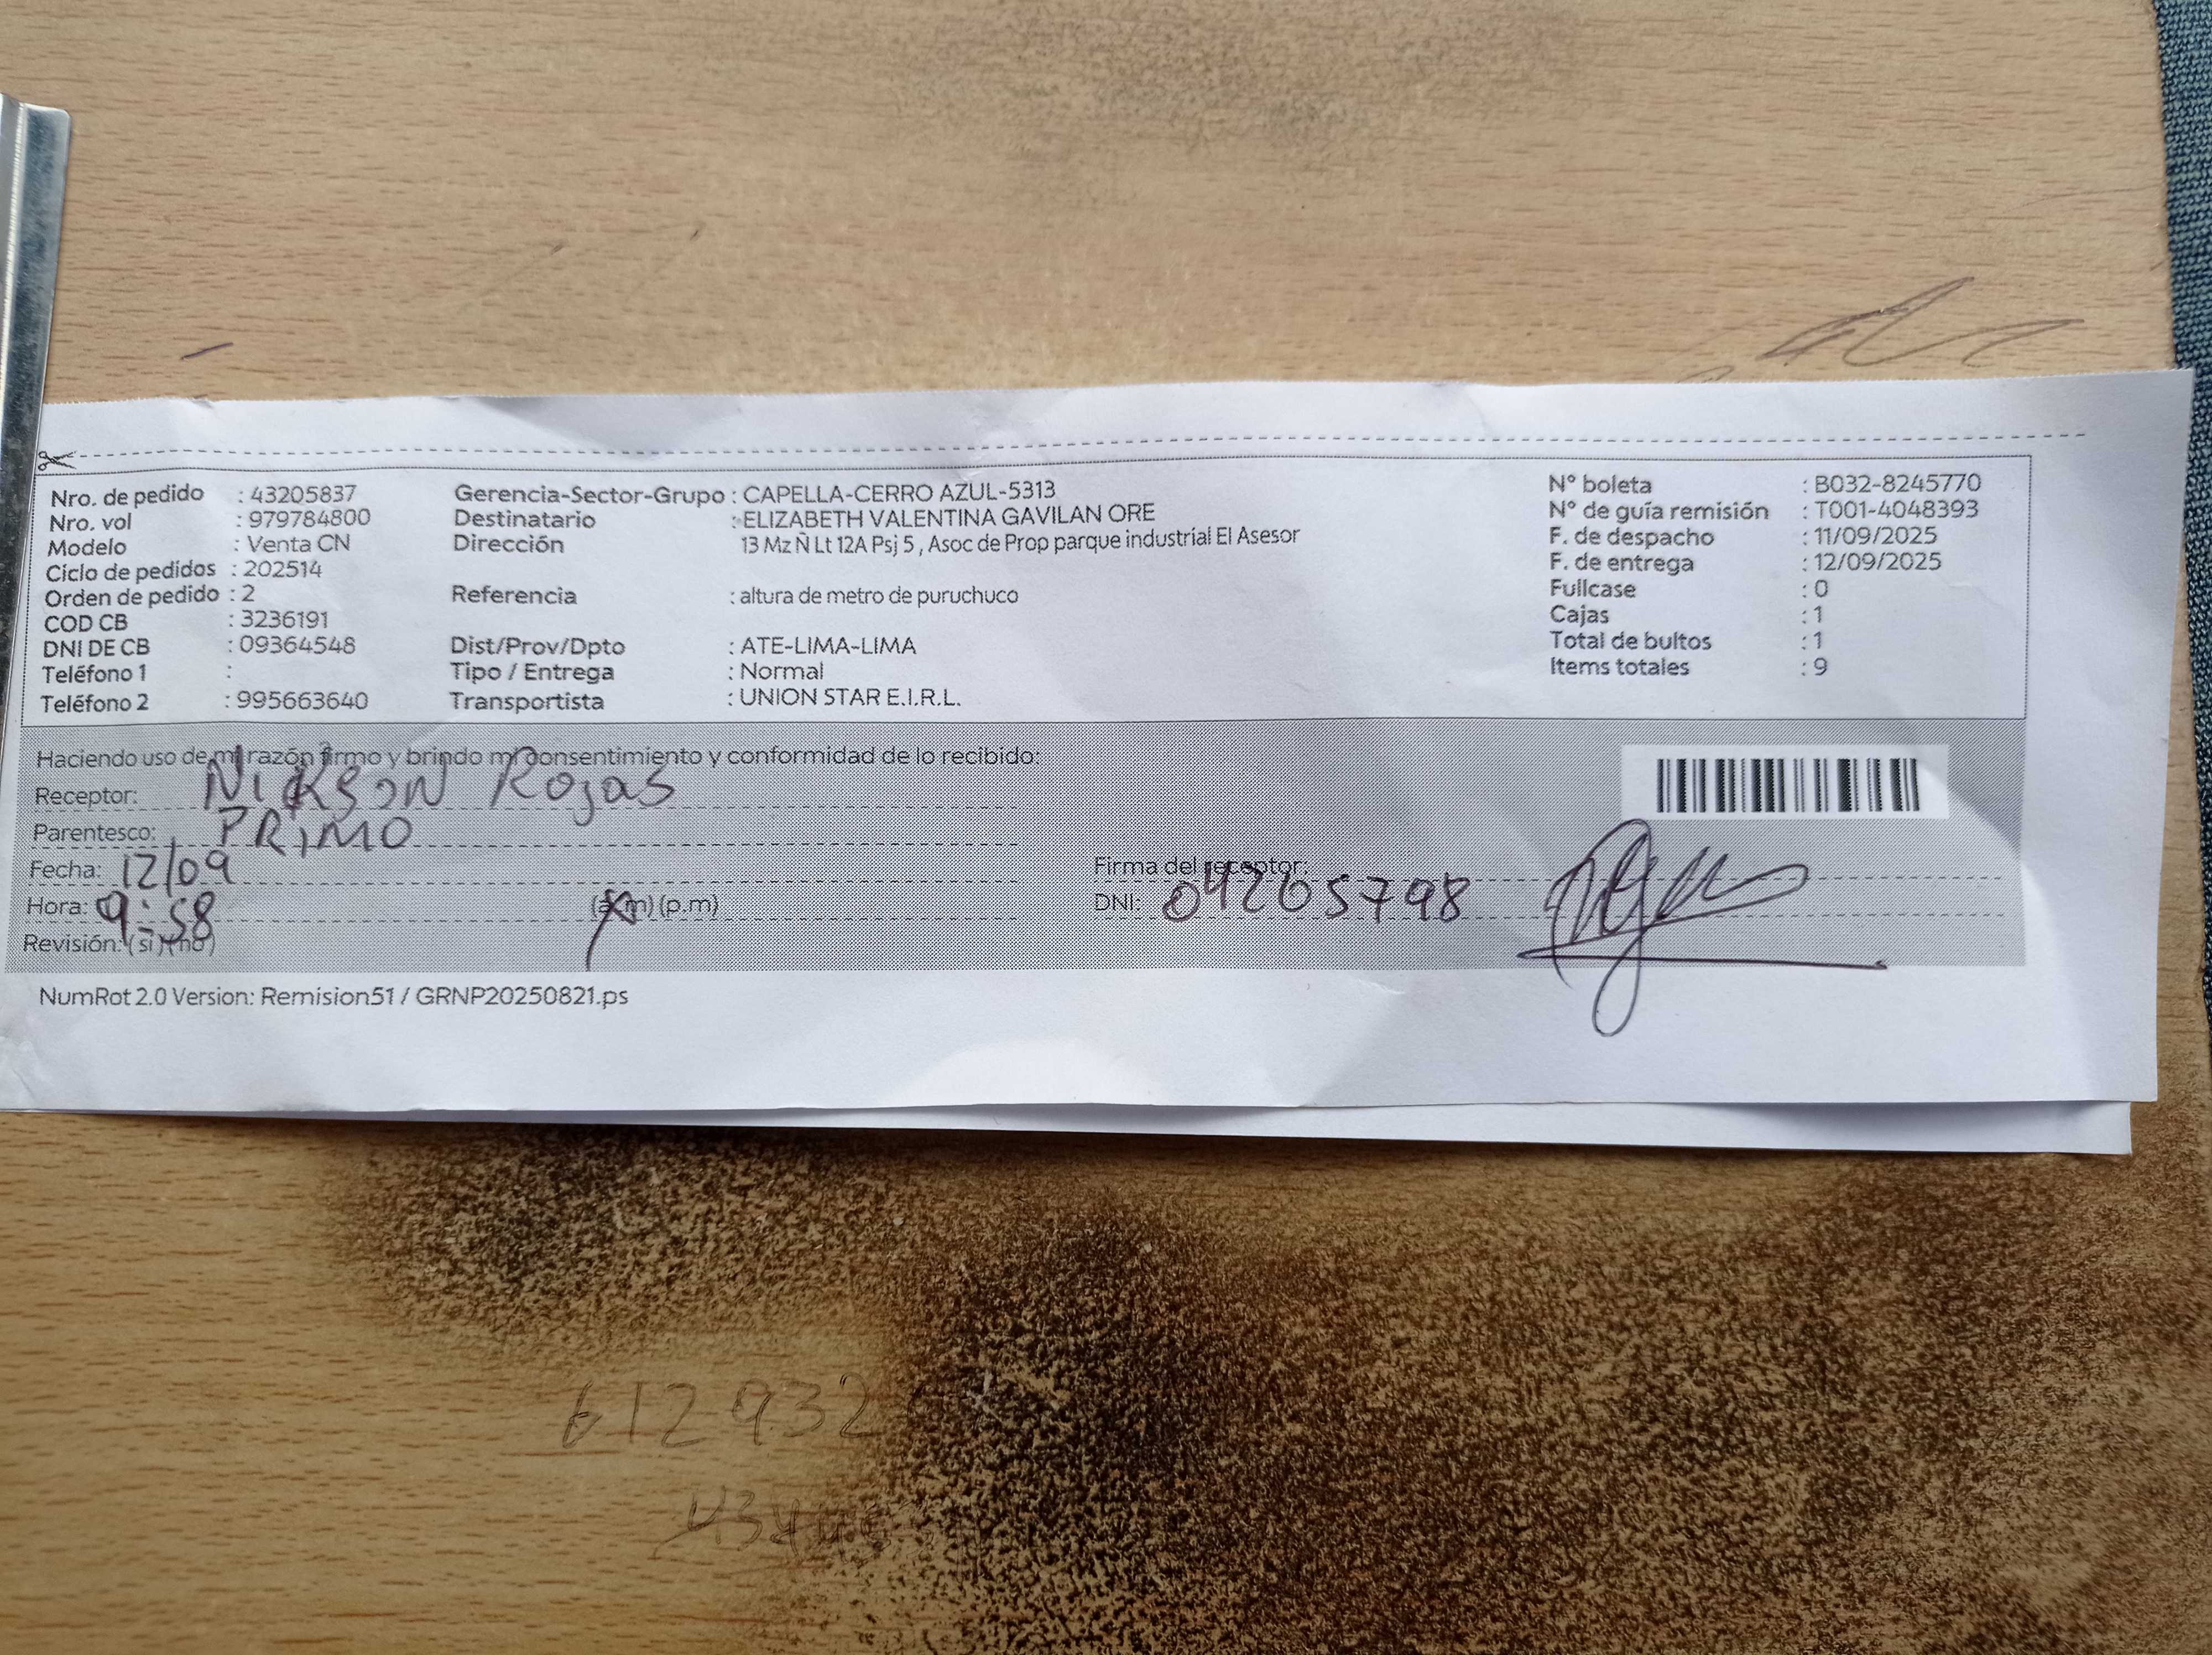 Nro. de pedido : 43205837
Nro. vol : 979784800
Modelo : Venta CN
Ciclo de pedidos : 202514
Orden de pedido : 2
COD CB : 3236191
DNI DE CB : 09364548
Teléfono 1 :
Teléfono 2 : 995663640
Gerencia-Sector-Grupo : CAPELLA-CERRO AZUL-5313
Destinatario : ELIZABETH VALENTINA GAVILAN ORE
Dirección 13 Mz Ñ Lt 12A Psj 5 , Asoc de Prop parque industrial El Asesor
Referencia : altura de metro de puruchuco
Dist/Prov/Dpto : ATE-LIMA-LIMA
Tipo / Entrega : Normal
Transportista : UNION STAR E.I.R.L.
N° boleta : B032-8245770
N° de guía remisión : T001-4048393
F. de despacho : 11/09/2025
F. de entrega : 12/09/2025
Fullcase : 0
Cajas : 1
Total de bultos : 1
Items totales : 9
Haciendo uso de mi razón firmo y brindo mi consentimiento y conformidad de lo recibido:
Receptor: Nickson Rojas
Parentesco: PRIMO
Fecha: 12/09
Hora: 9:58 (a.m) (p.m)
Revisión: (si) (no)
Firma del receptor:
DNI: 04205798
NumRot 2.0 Version: Remision51 / GRNP20250821.ps
612932